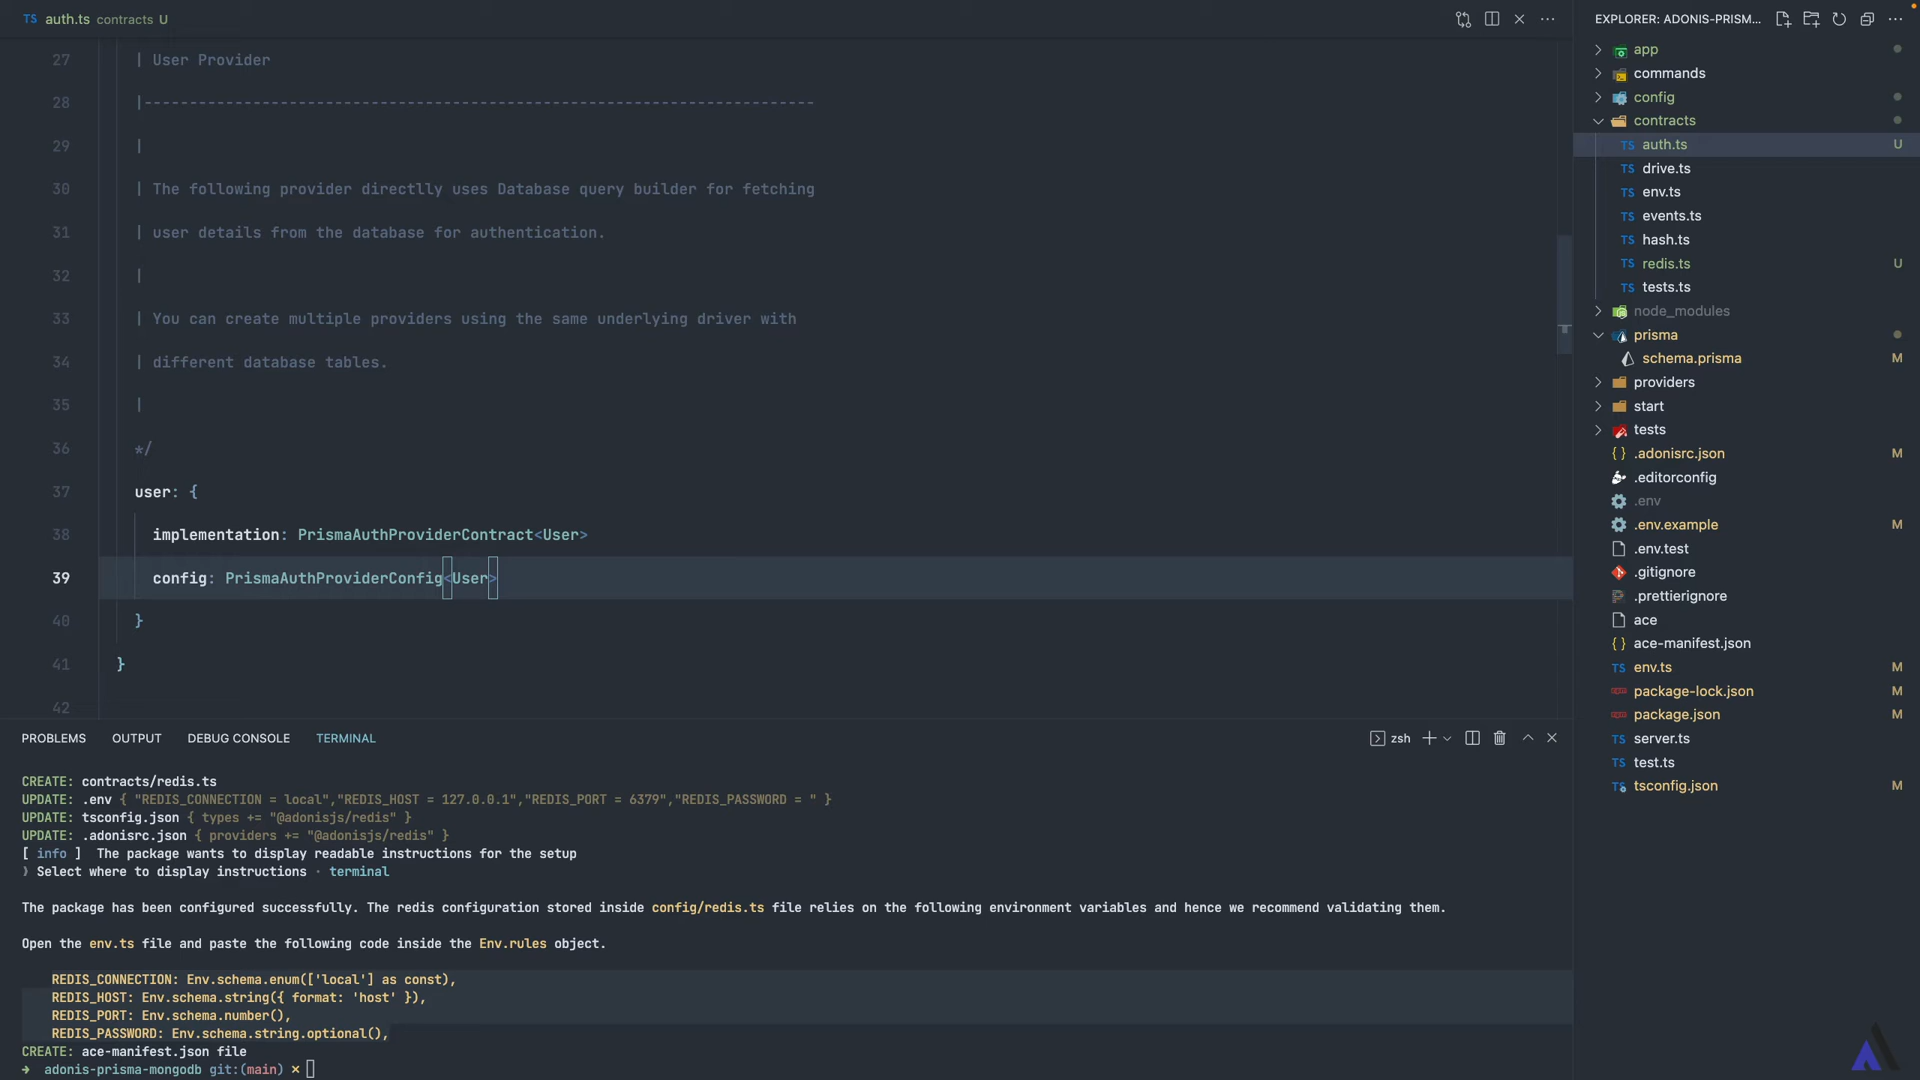 TS auth.ts contracts U
27 | User Provider
28 |--------------------------------------------------------------------------
29 |
30 | The following provider directlly uses Database query builder for fetching
31 | user details from the database for authentication.
32 |
33 | You can create multiple providers using the same underlying driver with
34 | different database tables.
35 |
36 */
37 user: {
38 implementation: PrismaAuthProviderContract<User>
39 config: PrismaAuthProviderConfig<User>
40 }
41 }
42
PROBLEMS OUTPUT DEBUG CONSOLE TERMINAL
zsh
CREATE: contracts/redis.ts
UPDATE: .env { "REDIS_CONNECTION = local","REDIS_HOST = 127.0.0.1","REDIS_PORT = 6379","REDIS_PASSWORD = " }
UPDATE: tsconfig.json { types += "@adonisjs/redis" }
UPDATE: .adonisrc.json { providers += "@adonisjs/redis" }
[ info ] The package wants to display readable instructions for the setup
❯ Select where to display instructions · terminal
The package has been configured successfully. The redis configuration stored inside config/redis.ts file relies on the following environment variables and hence we recommend validating them.
Open the env.ts file and paste the following code inside the Env.rules object.
REDIS_CONNECTION: Env.schema.enum(['local'] as const),
REDIS_HOST: Env.schema.string({ format: 'host' }),
REDIS_PORT: Env.schema.number(),
REDIS_PASSWORD: Env.schema.string.optional(),
CREATE: ace-manifest.json file
→ adonis-prisma-mongodb git:(main) ×
EXPLORER: ADONIS-PRISM...
app
commands
config
contracts
TS auth.ts U
TS drive.ts
TS env.ts
TS events.ts
TS hash.ts
TS redis.ts U
TS tests.ts
node_modules
prisma
schema.prisma M
providers
start
tests
{} .adonisrc.json M
.editorconfig
.env
.env.example M
.env.test
.gitignore
.prettierignore
ace
{} ace-manifest.json
TS env.ts M
package-lock.json M
package.json M
TS server.ts
TS test.ts
TS tsconfig.json M